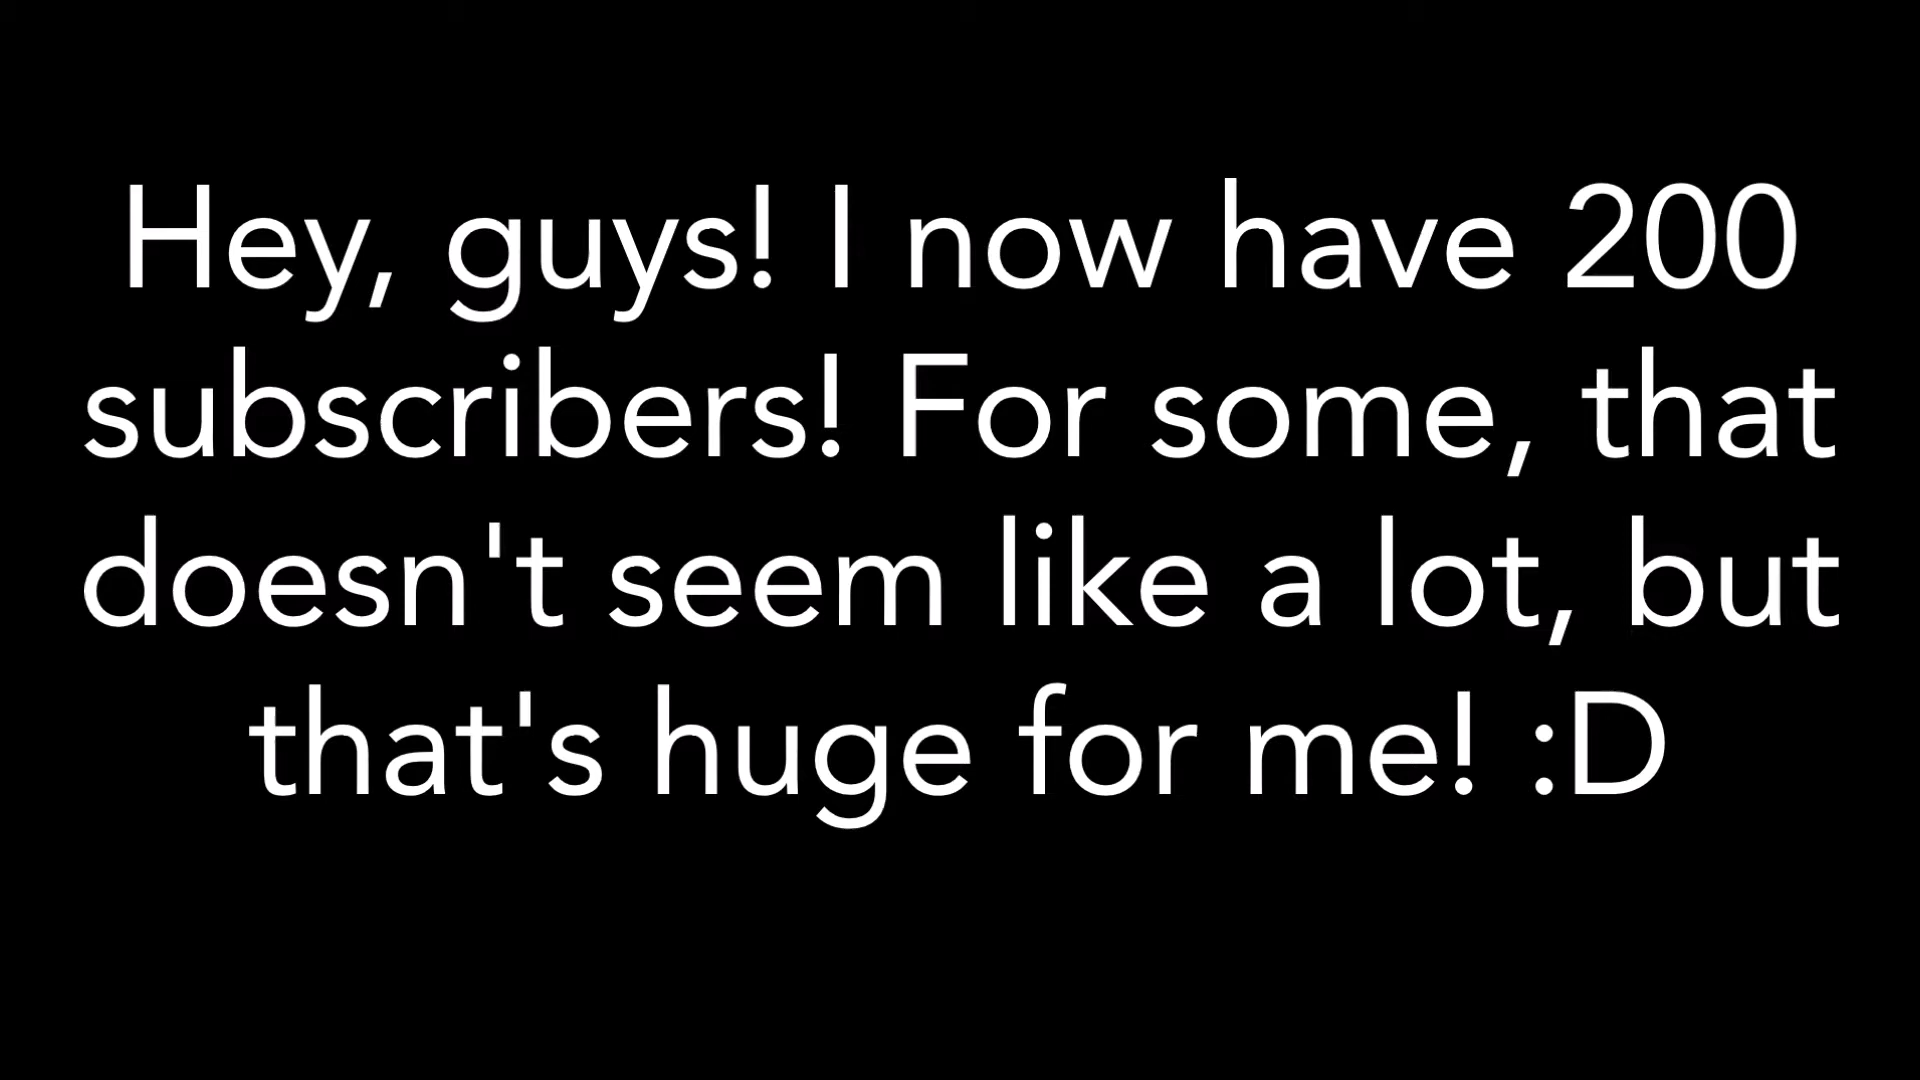 Hey, guys! I now have 200
subscribers! For some, that
doesn't seem like a lot, but
that's huge for me! :D